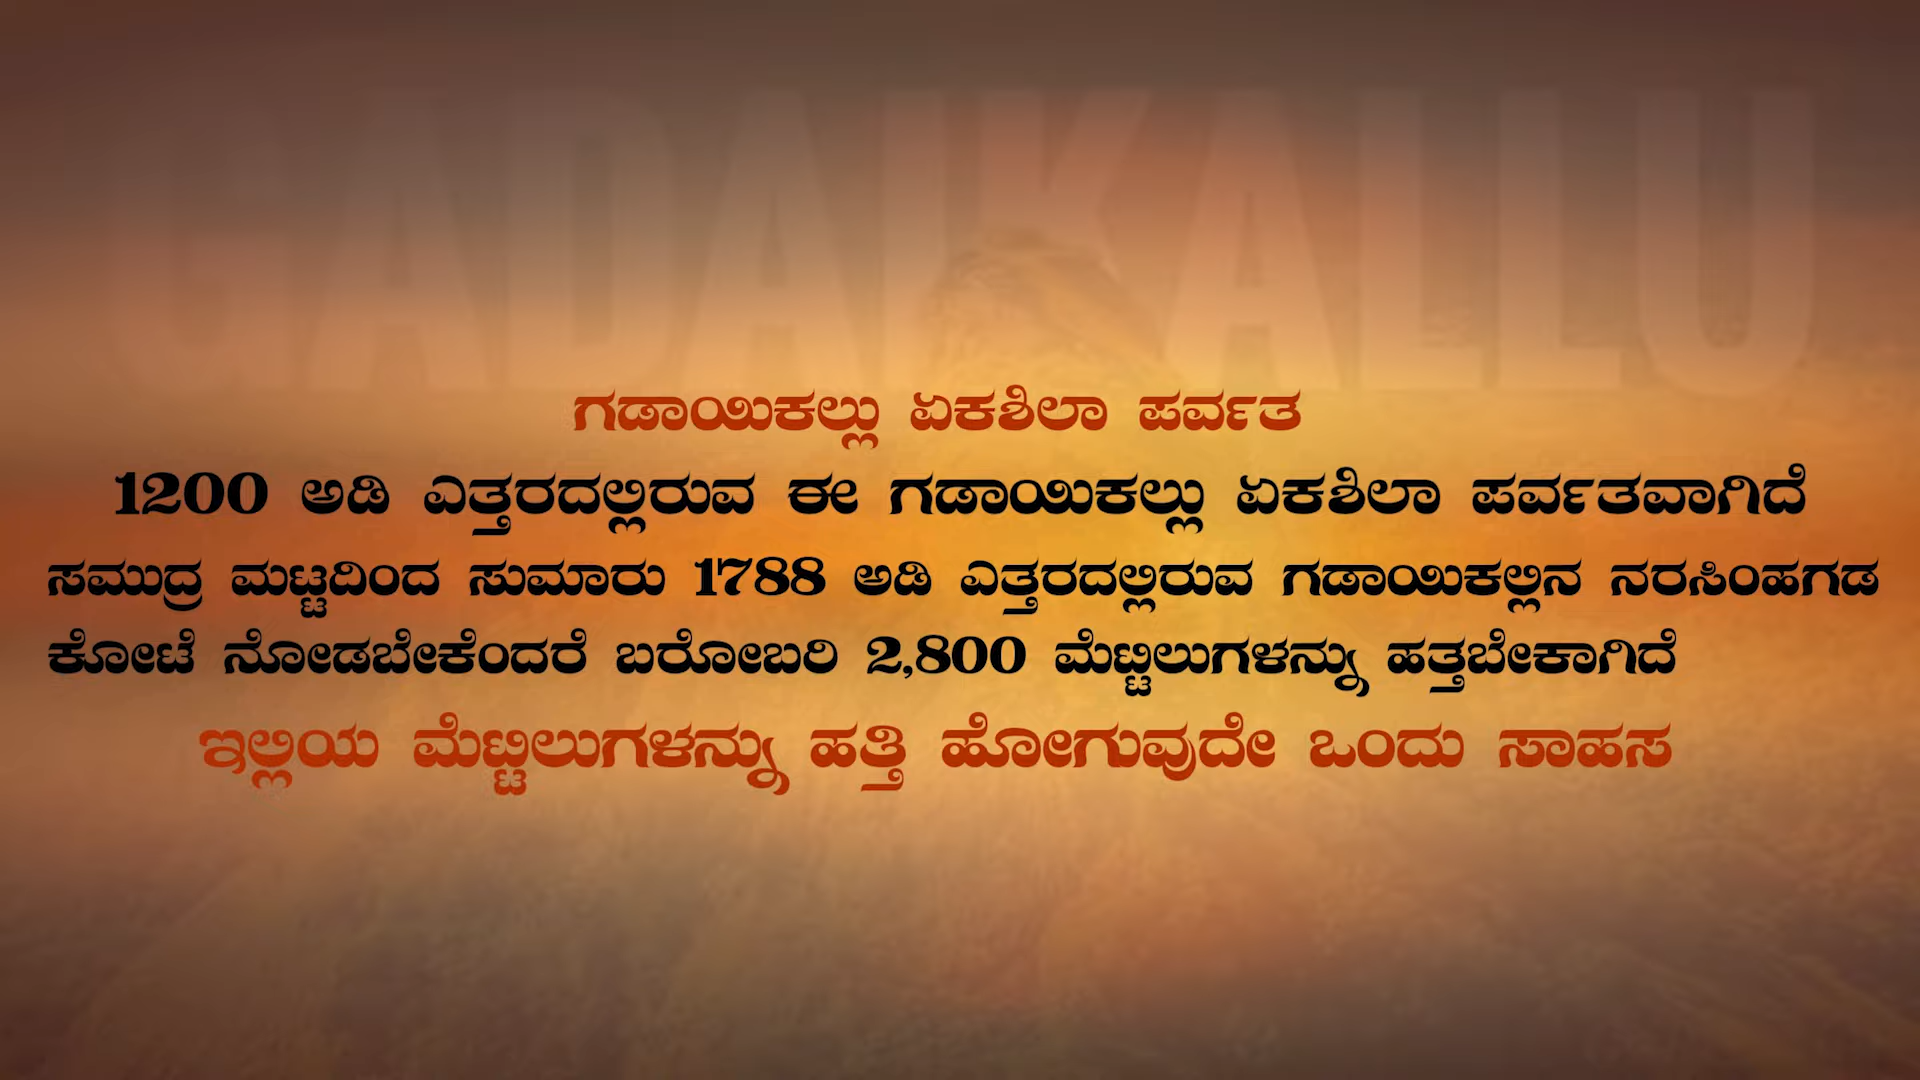 GADAIKALLU
ಗಡಾಯಿಕಲ್ಲು ಏಕಶಿಲಾ ಪರ್ವತ
1200 ಅಡಿ ಎತ್ತರದಲ್ಲಿರುವ ಈ ಗಡಾಯಿಕಲ್ಲು ಏಕಶಿಲಾ ಪರ್ವತವಾಗಿದೆ
ಸಮುದ್ರ ಮಟ್ಟದಿಂದ ಸುಮಾರು 1788 ಅಡಿ ಎತ್ತರದಲ್ಲಿರುವ ಗಡಾಯಿಕಲ್ಲಿನ ನರಸಿಂಹಗಡ
ಕೋಟೆ ನೋಡಬೇಕೆಂದರೆ ಬರೋಬರಿ 2,800 ಮೆಟ್ಟಿಲುಗಳನ್ನು ಹತ್ತಬೇಕಾಗಿದೆ
ಇಲ್ಲಿಯ ಮೆಟ್ಟಿಲುಗಳನ್ನು ಹತ್ತಿ ಹೋಗುವುದೇ ಒಂದು ಸಾಹಸ